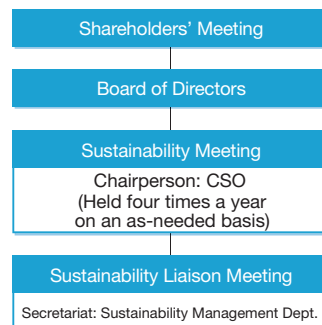 Shareholders’ Meeting
Board of Directors
Sustainability Meeting
Chairperson: CSO
(Held four times a year
on an as-needed basis)
Sustainability Liaison Meeting
Secretariat: Sustainability Management Dept.